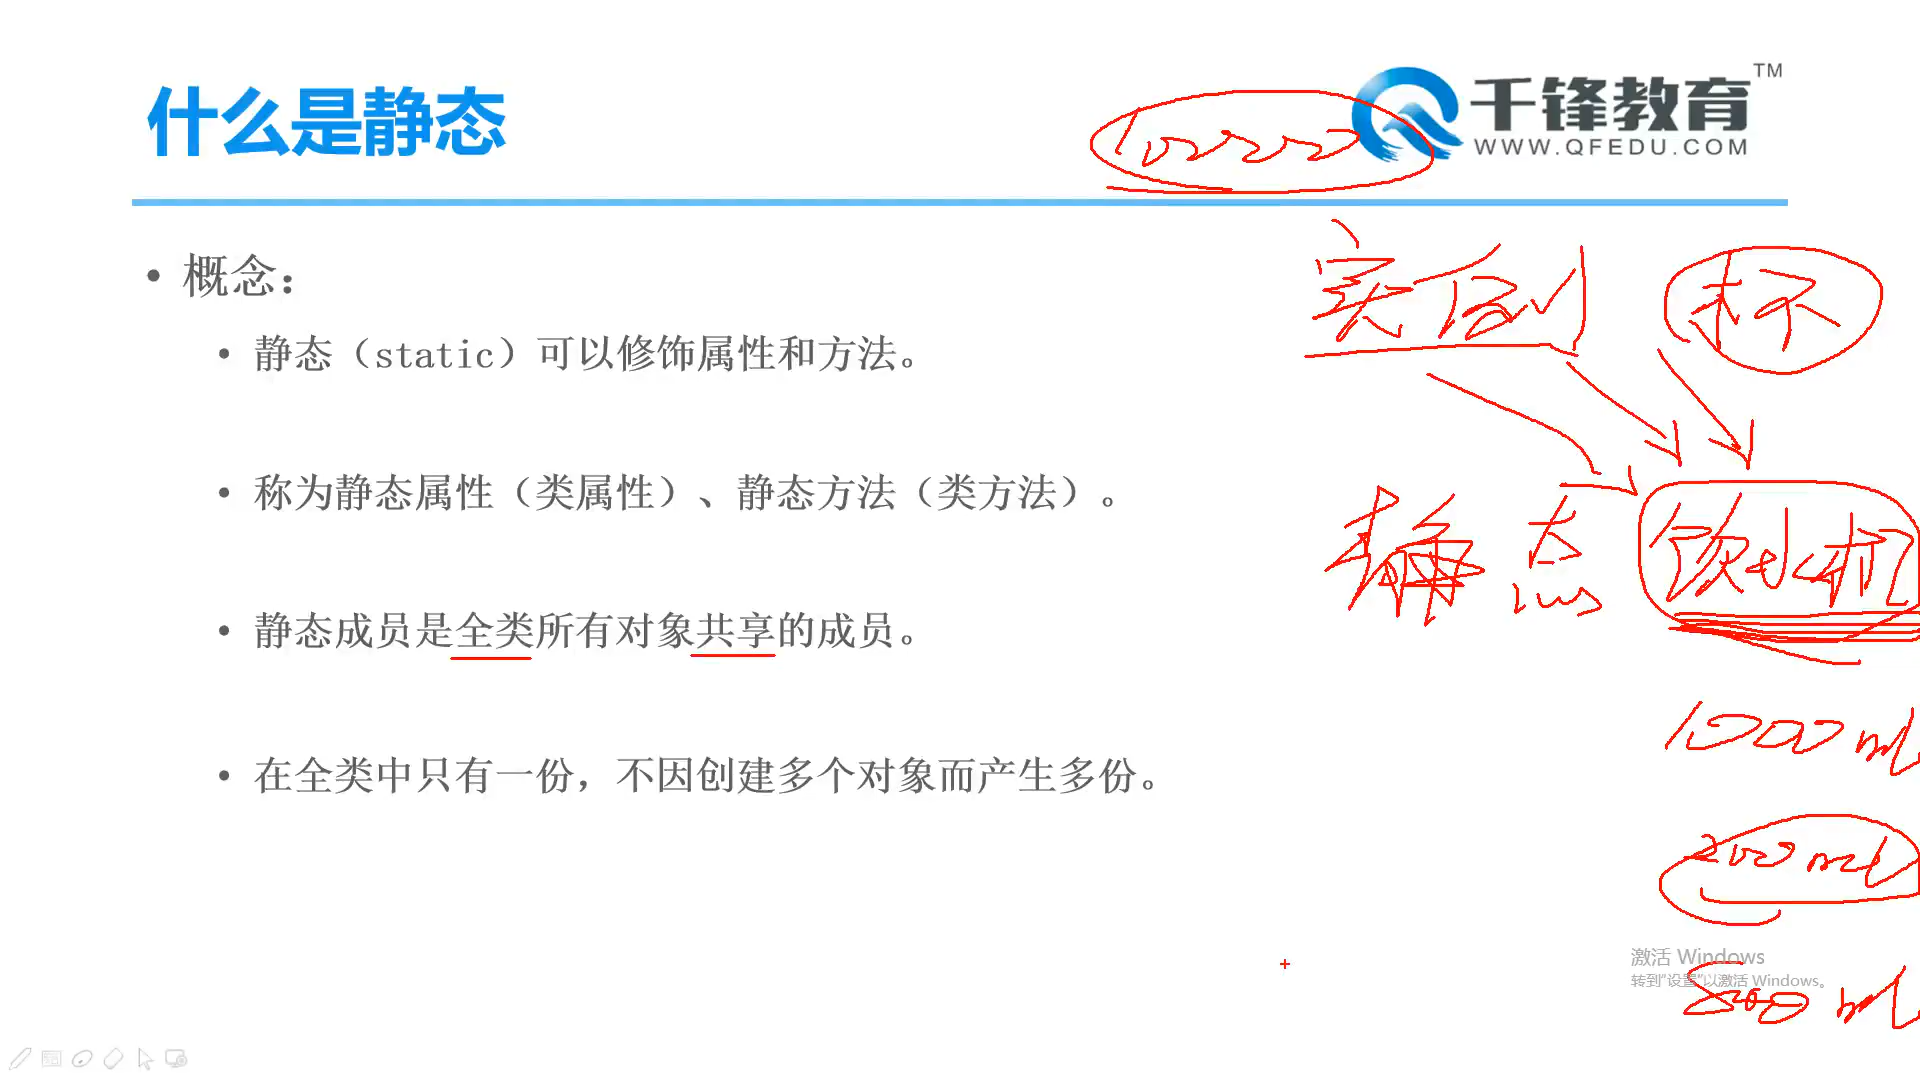 什么是静态
千锋教育TM
WWW.QFEDU.COM
• 概念：
• 静态（static）可以修饰属性和方法。
• 称为静态属性（类属性）、静态方法（类方法）。
• 静态成员是全类所有对象共享的成员。
• 在全类中只有一份，不因创建多个对象而产生多份。
实例 杯
静态 饮水机
1000ml
200ml
激活 Windows
转到“设置”以激活 Windows。
500ml